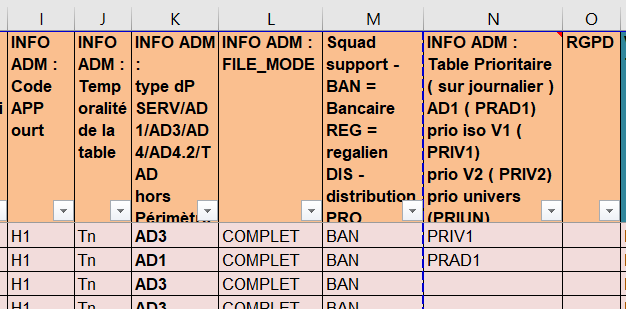 I J K L M N O
INFO
ADM :
Code
APP
ourt
INFO
ADM :
Temp
oralité
de la
table
INFO ADM
:
type dP
SERV/AD
1/AD3/AD
4/AD4.2/T
AD
hors
Périmètre
INFO ADM :
FILE_MODE
Squad
support -
BAN =
Bancaire
REG =
regalien
DIS -
distribution
PRO
INFO ADM :
Table Prioritaire
( sur journalier )
AD1 ( PRAD1)
prio iso V1 (
PRIV1)
prio V2 ( PRIV2)
prio univers
(PRIUN)
RGPD
H1 Tn AD3 COMPLET BAN PRIV1
H1 Tn AD1 COMPLET BAN PRAD1
H1 Tn AD3 COMPLET BAN
H1 Tn AD3 COMPLET BAN